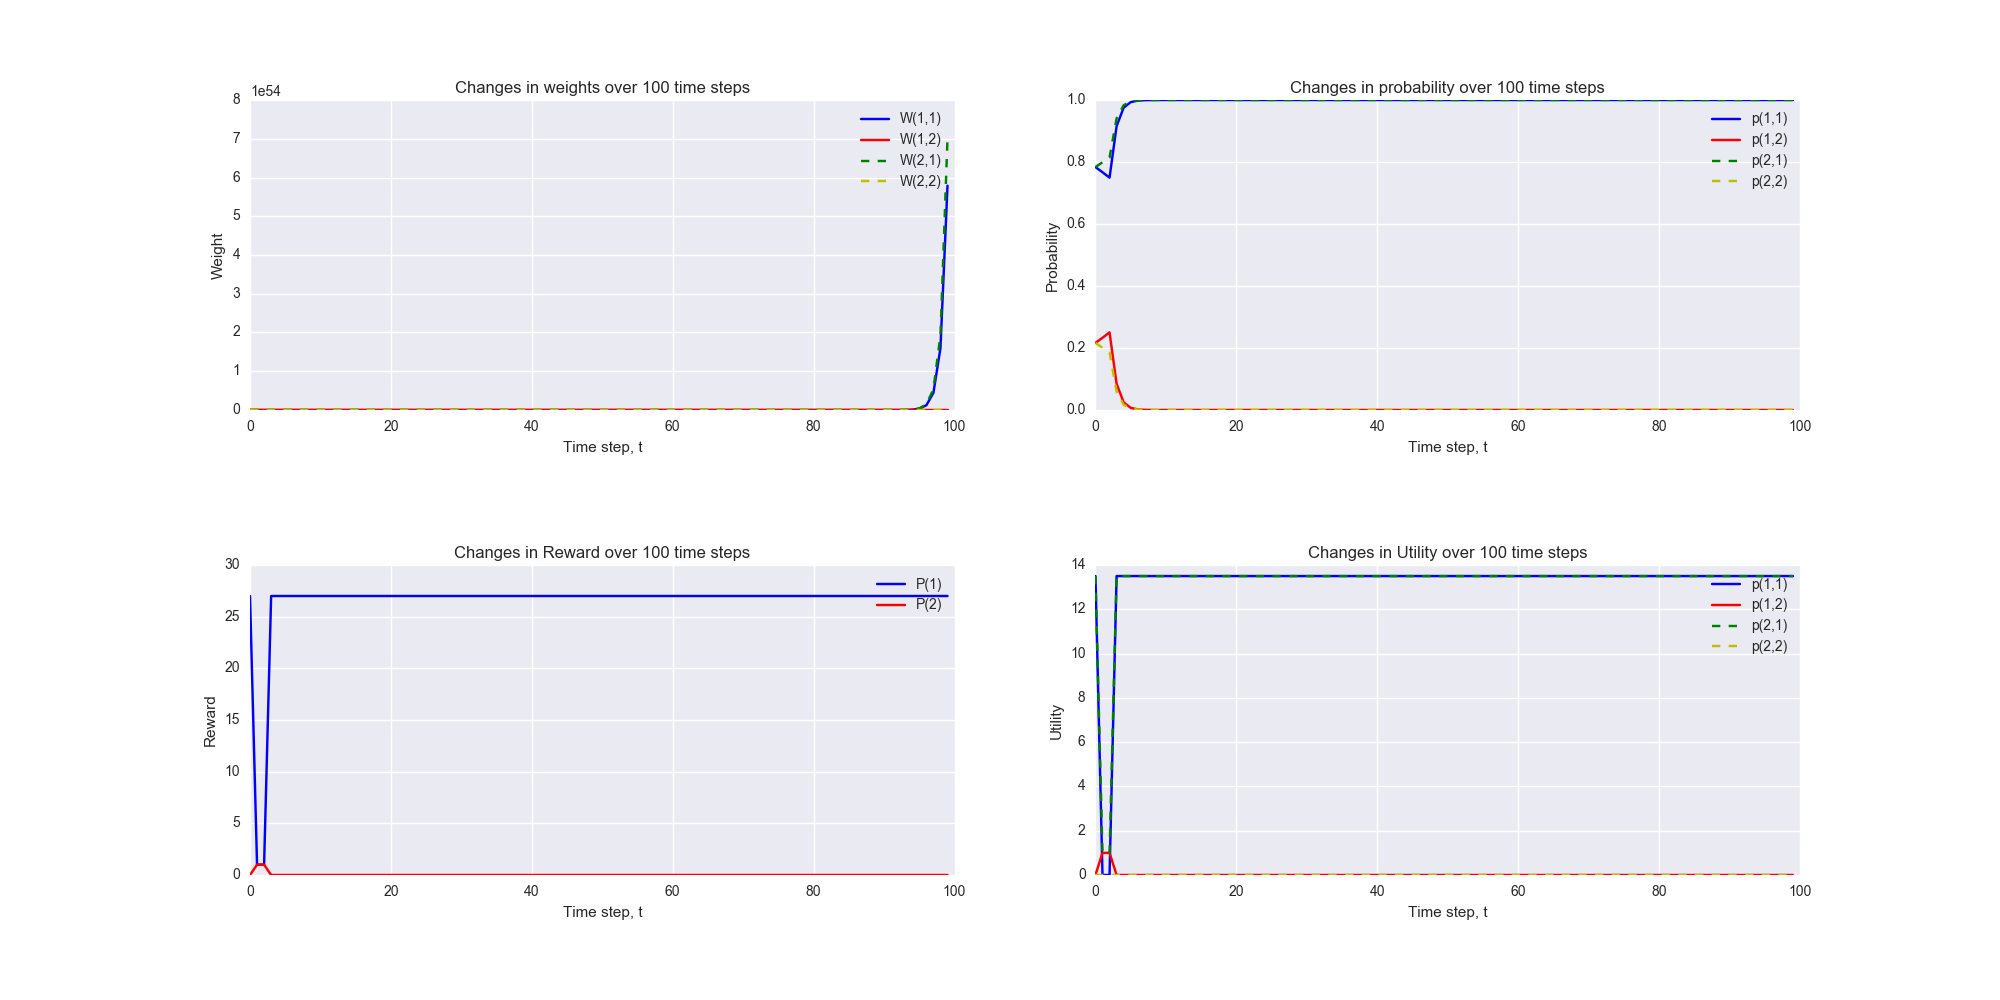 Changes in weights over 100 time steps
1e54
8
7
6
5
4
3
2
1
0
Weight
W(1,1)
W(1,2)
W(2,1)
W(2,2)
0 20 40 60 80 100
Time step, t
Changes in probability over 100 time steps
1.0
0.8
0.6
0.4
0.2
0.0
Probability
p(1,1)
p(1,2)
p(2,1)
p(2,2)
0 20 40 60 80 100
Time step, t
Changes in Reward over 100 time steps
30
25
20
15
10
5
0
Reward
P(1)
P(2)
0 20 40 60 80 100
Time step, t
Changes in Utility over 100 time steps
14
12
10
8
6
4
2
0
Utility
p(1,1)
p(1,2)
p(2,1)
p(2,2)
0 20 40 60 80 100
Time step, t